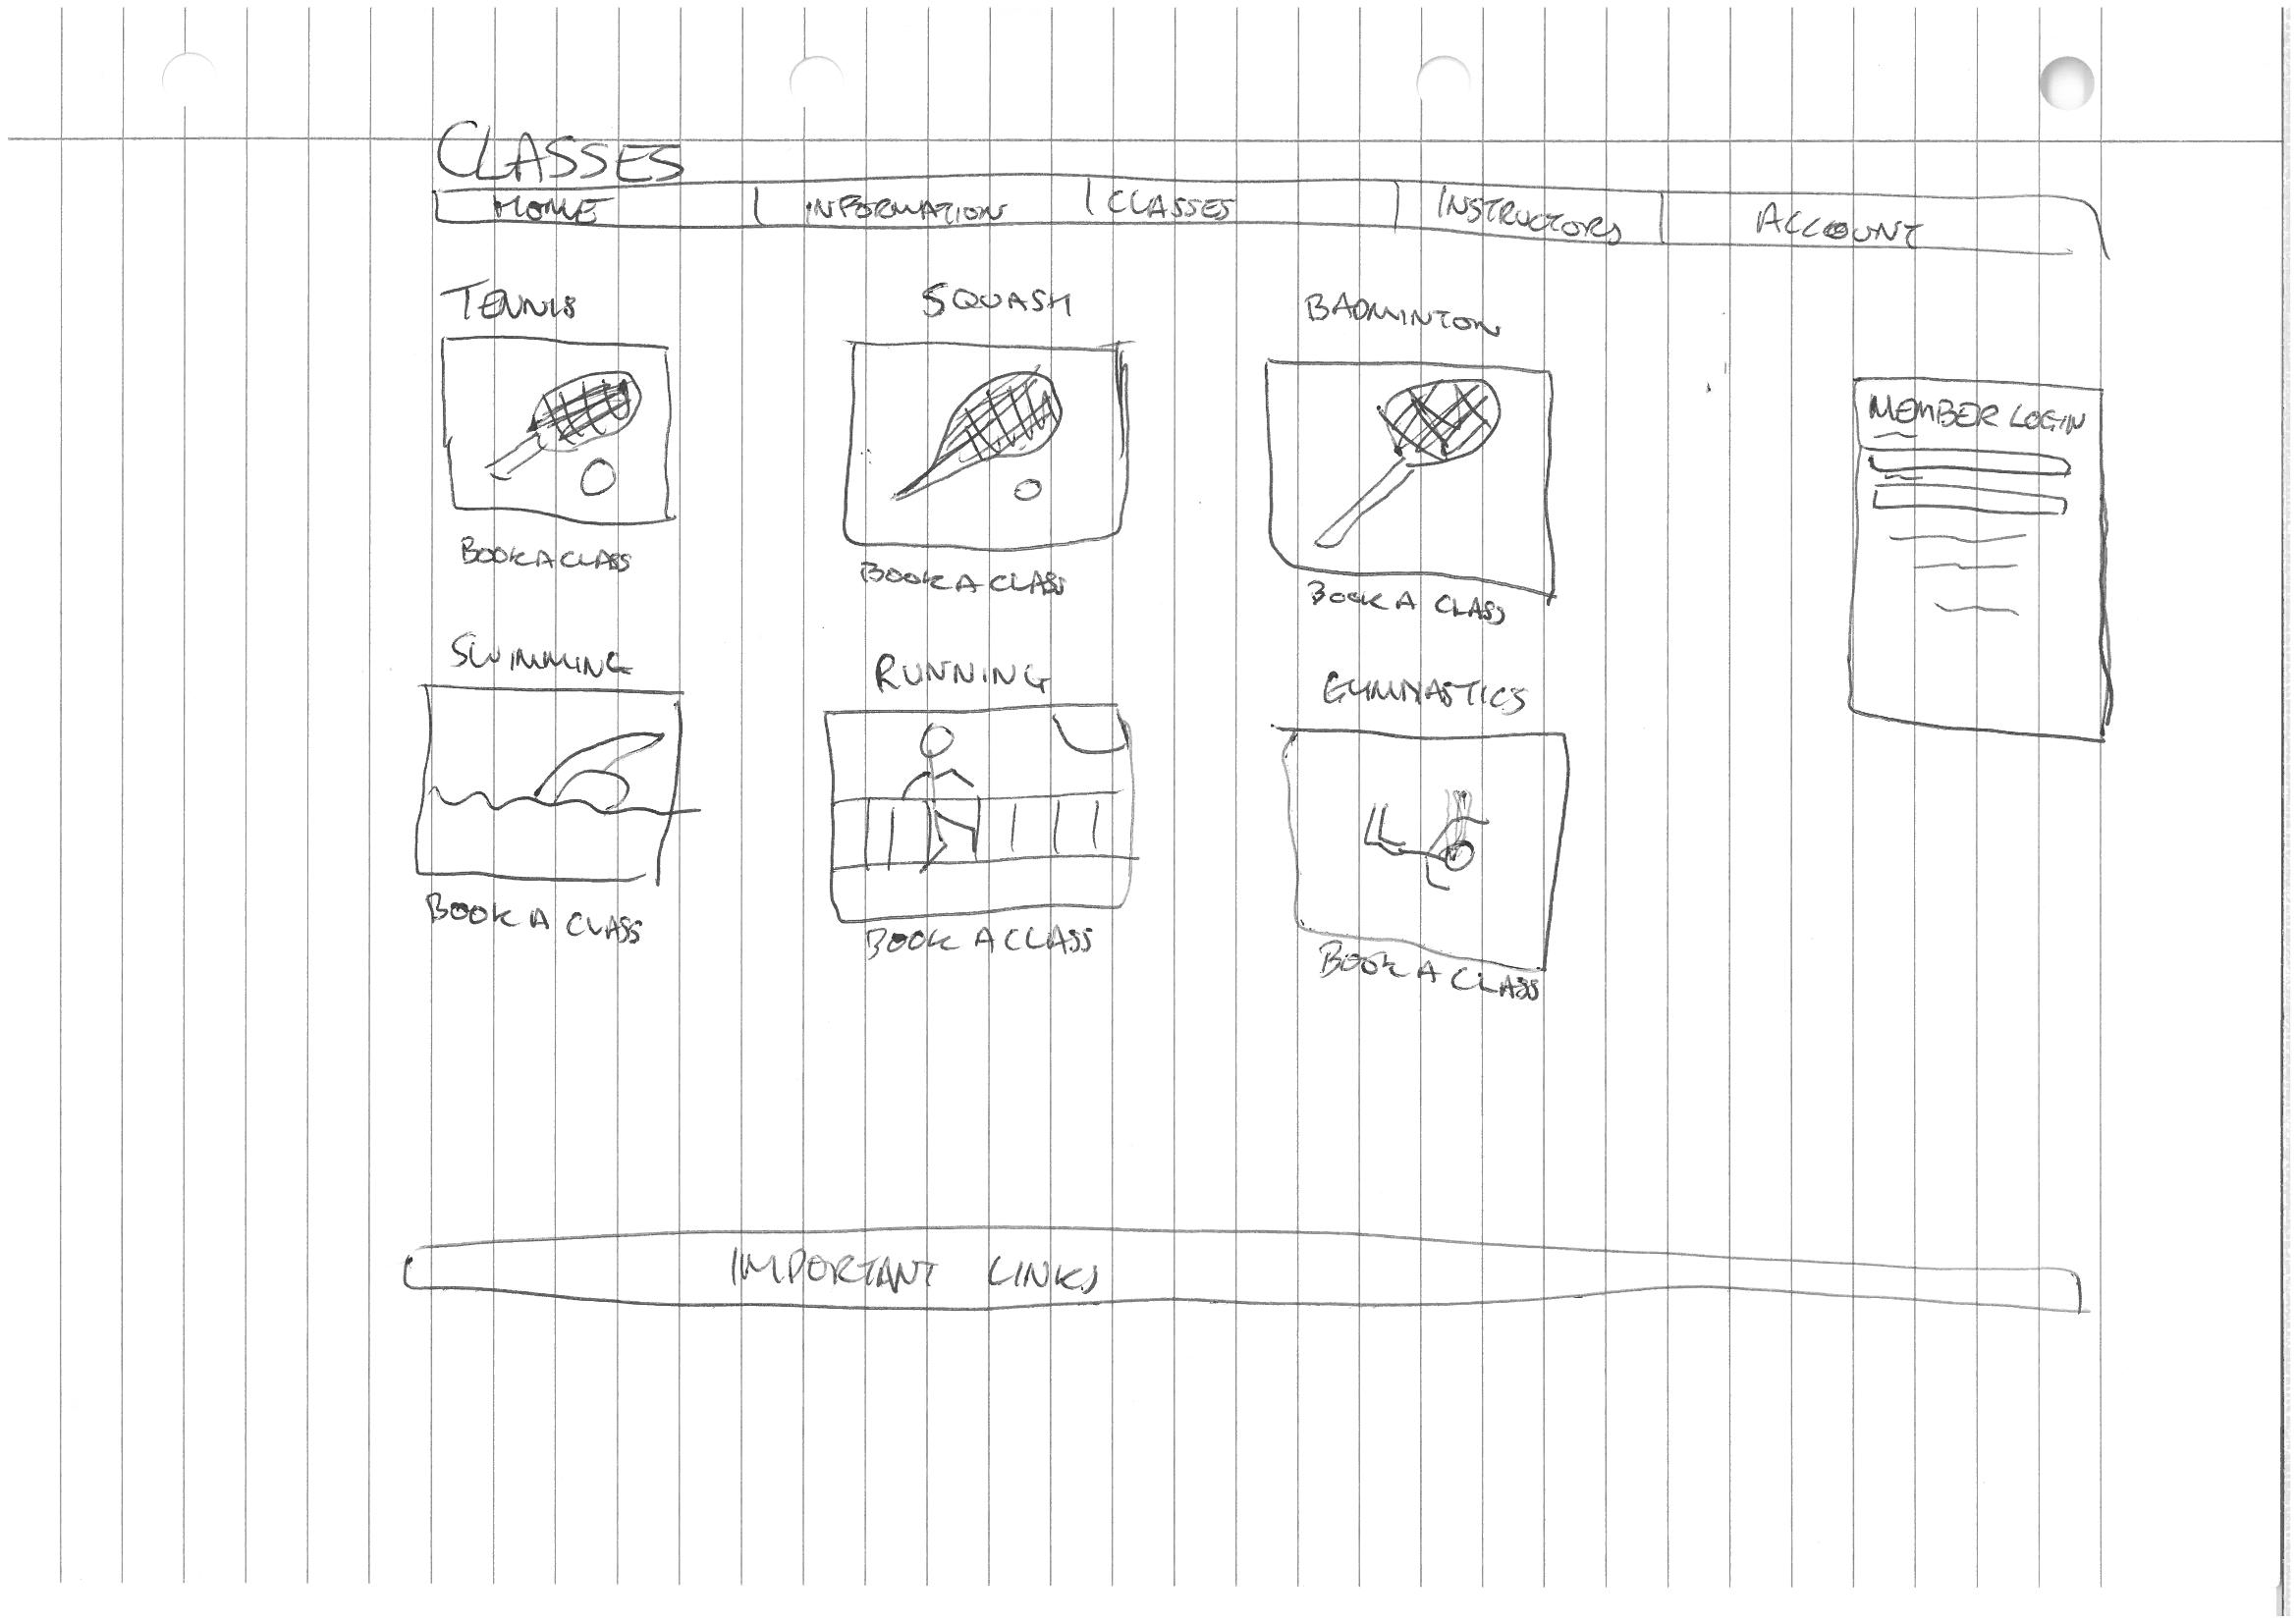 CLASSES
HOME INFORMATION CLASSES INSTRUCTORS ACCOUNT
TENNIS SQUASH BADMINTON
MEMBER LOGIN
BOOK A CLASS BOOK A CLASS BOOK A CLASS
SWIMMING RUNNING GYMNASTICS
BOOK A CLASS BOOK A CLASS BOOK A CLASS
IMPORTANT LINKS